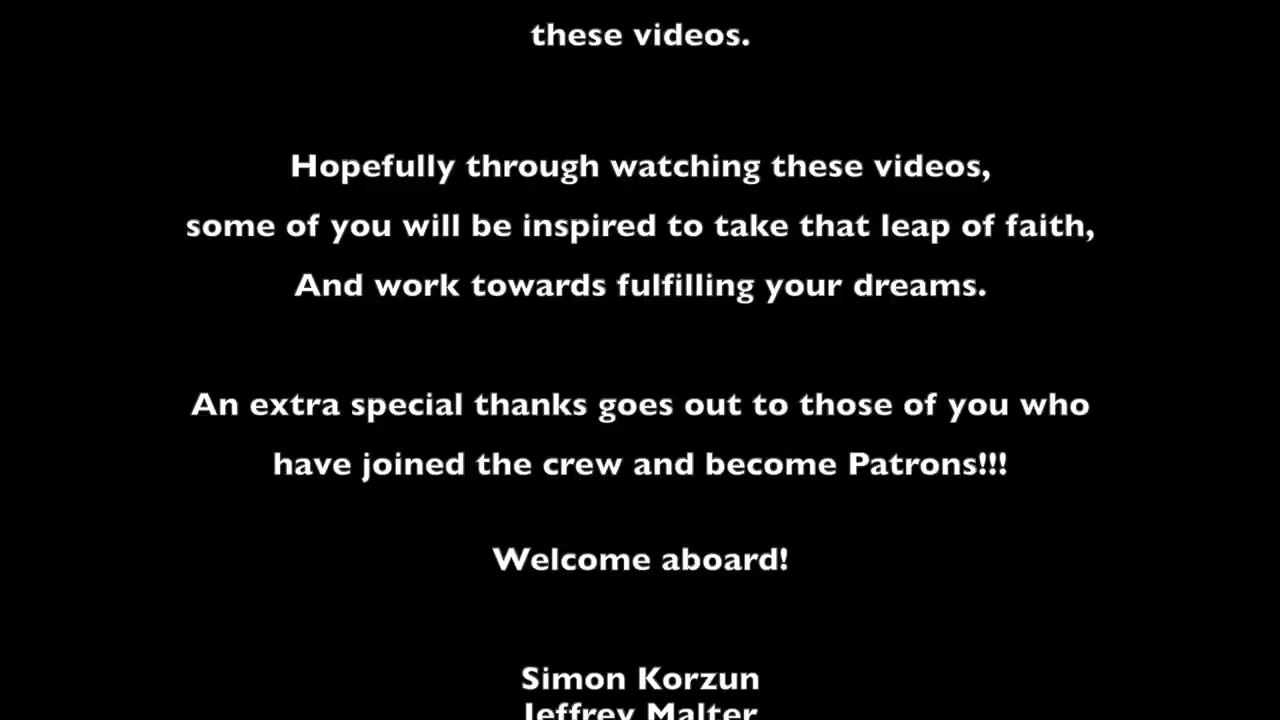 these videos.
Hopefully through watching these videos,
some of you will be inspired to take that leap of faith,
And work towards fulfilling your dreams.
An extra special thanks goes out to those of you who
have joined the crew and become Patrons!!!
Welcome aboard!
Simon Korzun
Jeffrey Malter